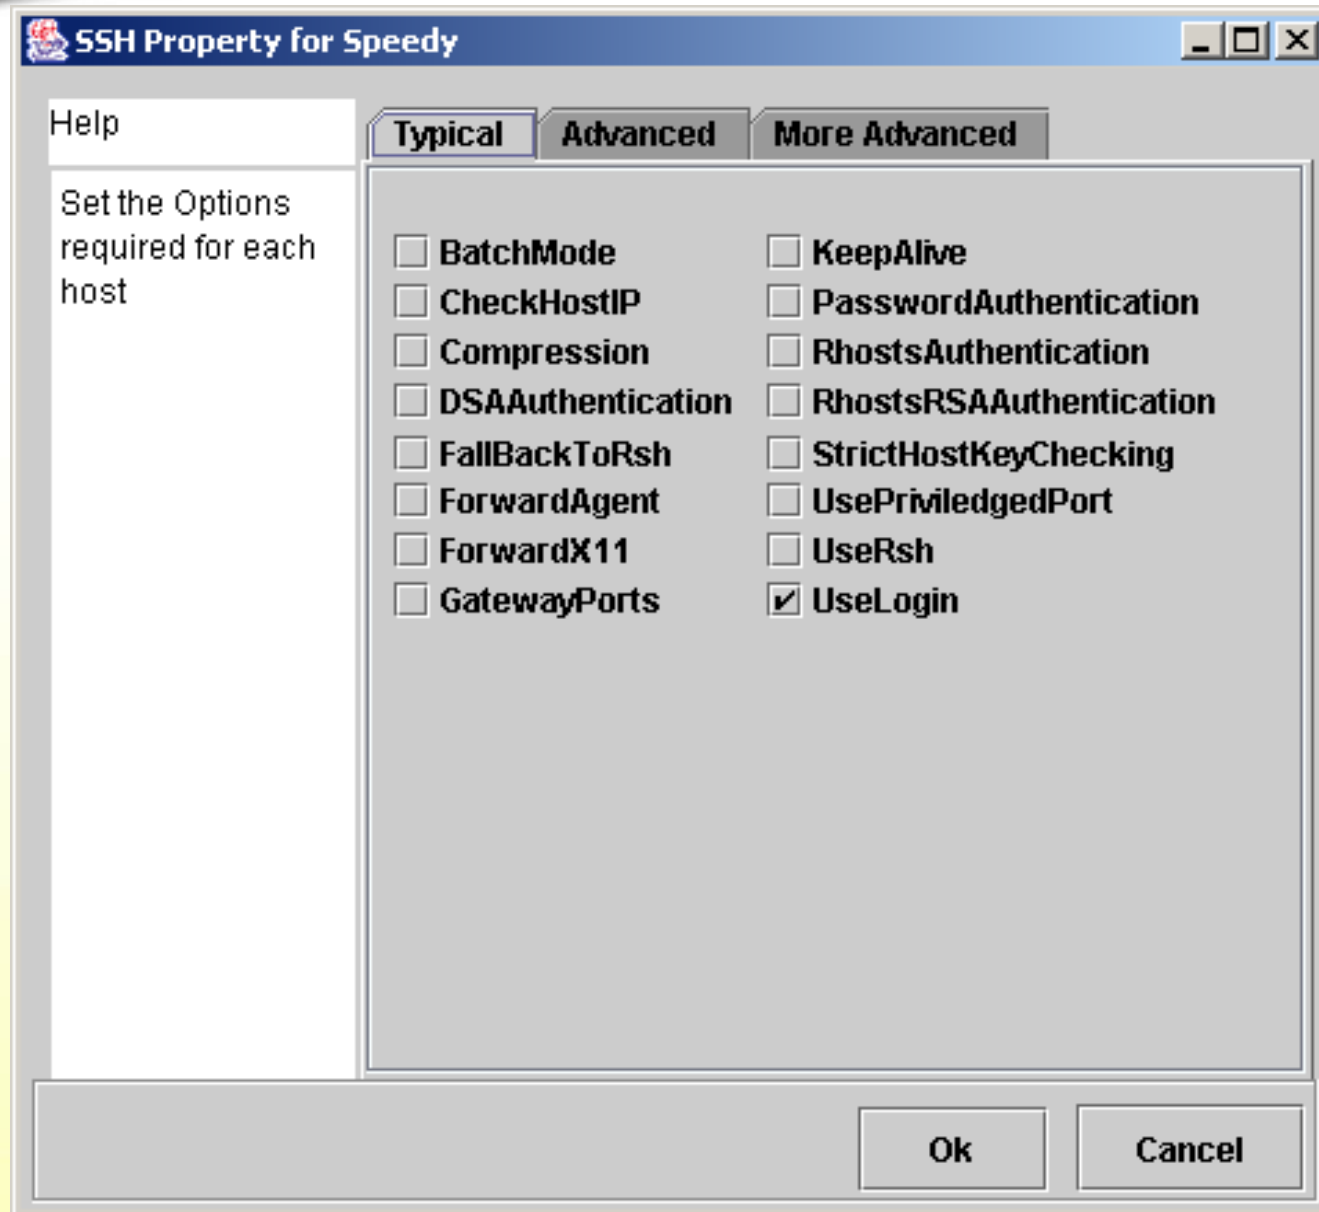 SSH Property for Speedy
Help
Set the Options
required for each
host
Typical
Advanced
More Advanced
BatchMode
CheckHostIP
Compression
DSAAuthentication
FallBackToRsh
ForwardAgent
ForwardX11
GatewayPorts
KeepAlive
PasswordAuthentication
RhostsAuthentication
RhostsRSAAuthentication
StrictHostKeyChecking
UsePriviledgedPort
UseRsh
UseLogin
Ok
Cancel